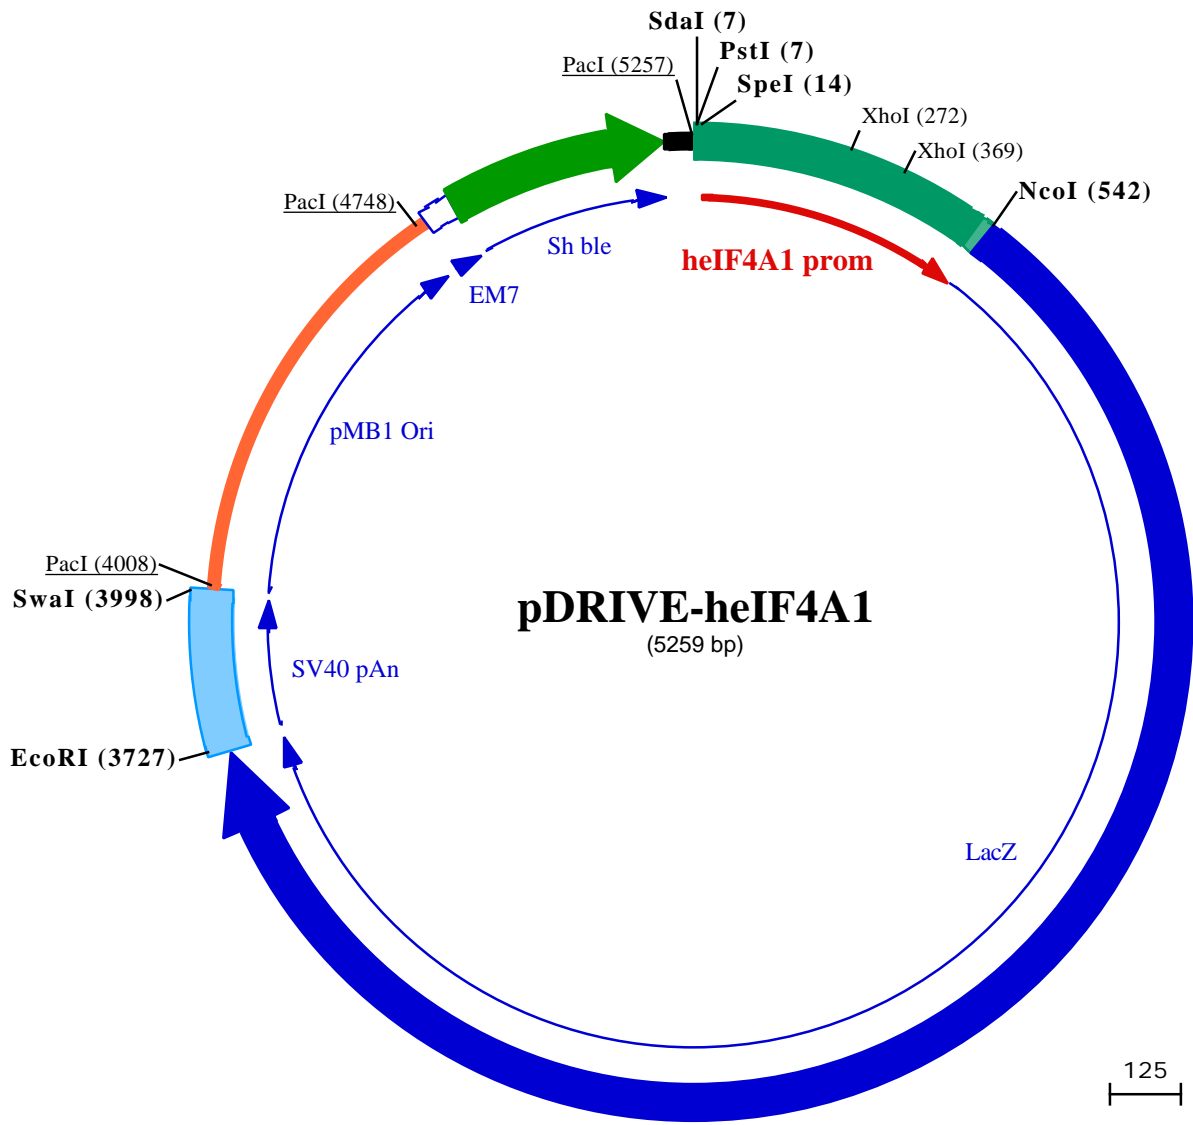 SdaI (7)
PstI (7)
PacI (5257)
SpeI (14)
XhoI (272)
XhoI (369)
NcoI (542)
PacI (4748)
Sh ble
heIF4A1 prom
EM7
pMB1 Ori
PacI (4008)
SwaI (3998)
pDRIVE-heIF4A1
(5259 bp)
SV40 pAn
EcoRI (3727)
LacZ
125